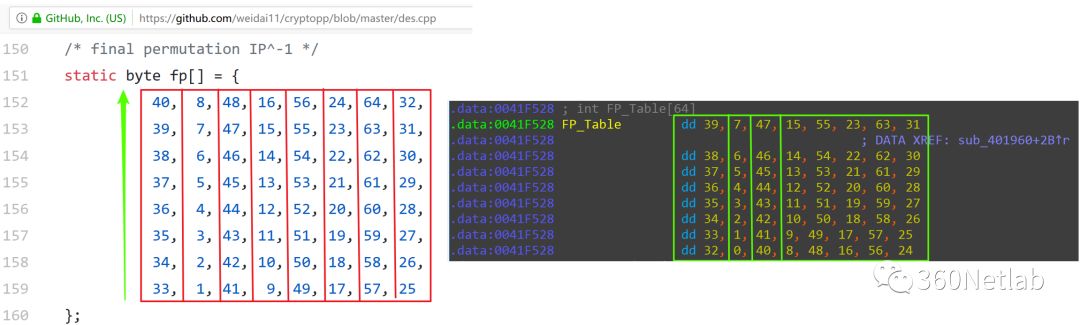 GitHub, Inc. (US) https://github.com/weidai11/cryptopp/blob/master/des.cpp
150 /* final permutation IP^-1 */
151 static byte fp[] = {
152 40, 8, 48, 16, 56, 24, 64, 32,
153 39, 7, 47, 15, 55, 23, 63, 31,
154 38, 6, 46, 14, 54, 22, 62, 30,
155 37, 5, 45, 13, 53, 21, 61, 29,
156 36, 4, 44, 12, 52, 20, 60, 28,
157 35, 3, 43, 11, 51, 19, 59, 27,
158 34, 2, 42, 10, 50, 18, 58, 26,
159 33, 1, 41, 9, 49, 17, 57, 25
160 };
.data:0041F528 ; int FP_Table[64]
.data:0041F528 FP_Table dd 39, 7, 47, 15, 55, 23, 63, 31
.data:0041F528 ; DATA XREF: sub_401960+2B↑r
.data:0041F528 dd 38, 6, 46, 14, 54, 22, 62, 30
.data:0041F528 dd 37, 5, 45, 13, 53, 21, 61, 29
.data:0041F528 dd 36, 4, 44, 12, 52, 20, 60, 28
.data:0041F528 dd 35, 3, 43, 11, 51, 19, 59, 27
.data:0041F528 dd 34, 2, 42, 10, 50, 18, 58, 26
.data:0041F528 dd 33, 1, 41, 9, 49, 17, 57, 25
.data:0041F528 dd 32, 0, 40, 8, 48, 16, 56, 24
360Netlab